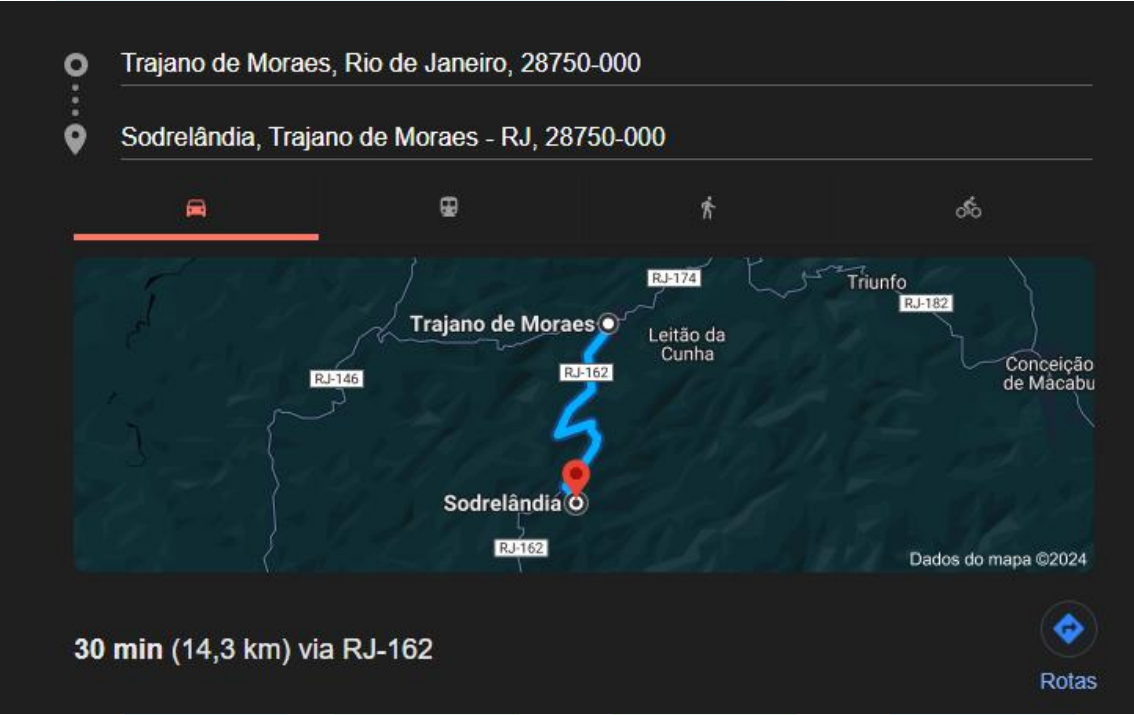 Trajano de Moraes, Rio de Janeiro, 28750-000
Sodrelândia, Trajano de Moraes - RJ, 28750-000
RJ-174
Triunfo
RJ-182
Trajano de Moraes
Leitão da
Cunha
RJ-162
RJ-146
Conceição
de Macabu
Sodrelândia
RJ-162
Dados do mapa ©2024
30 min (14,3 km) via RJ-162
Rotas